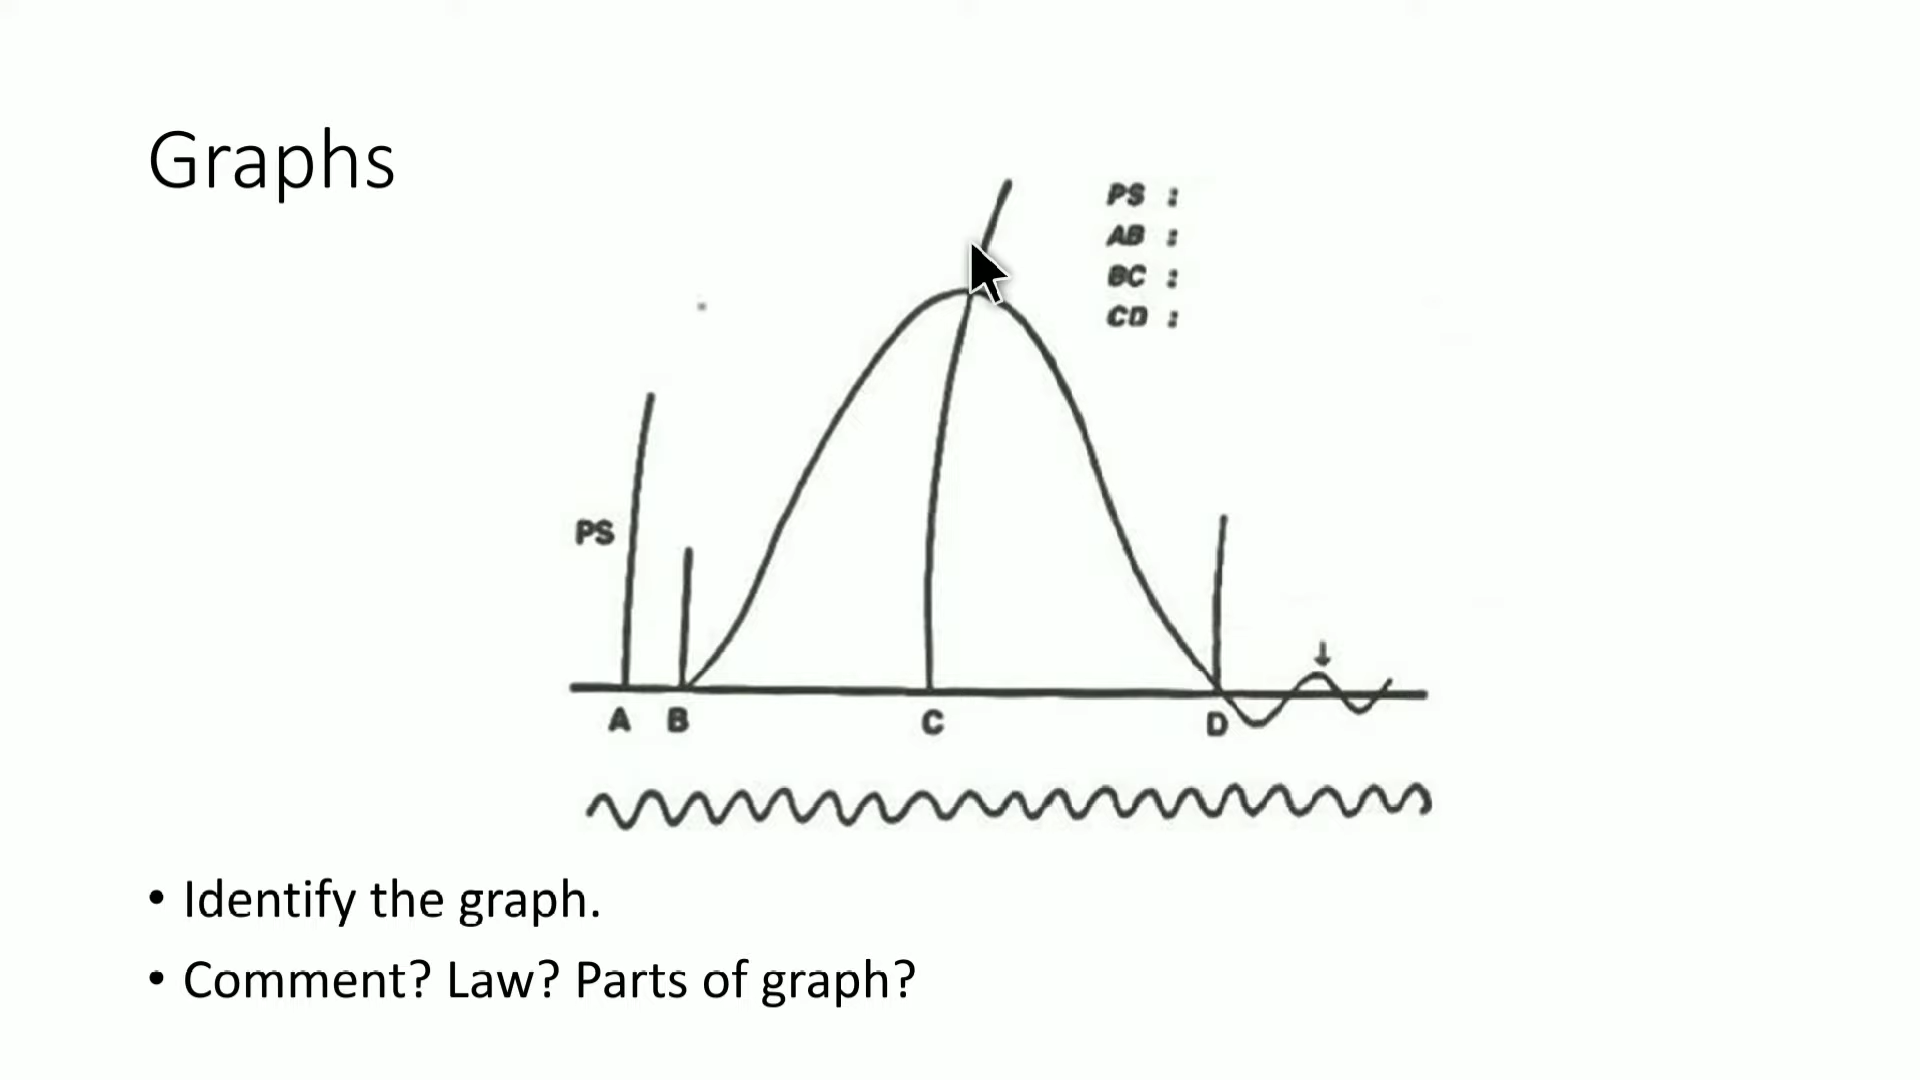 Graphs
PS :
AB :
BC :
CD :
PS
A B C D
• Identify the graph.
• Comment? Law? Parts of graph?